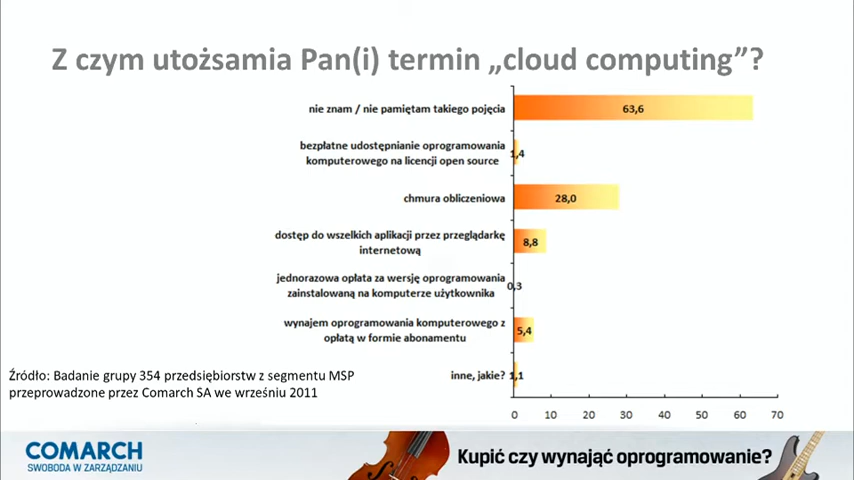 Z czym utożsamia Pan(i) termin „cloud computing”?
nie znam / nie pamiętam takiego pojęcia
63,6
bezpłatne udostępnianie oprogramowania
komputerowego na licencji open source
1,4
chmura obliczeniowa
28,0
dostęp do wszelkich aplikacji przez przeglądarkę
internetową
8,8
jednorazowa opłata za wersję oprogramowania
zainstalowaną na komputerze użytkownika
0,3
wynajem oprogramowania komputerowego z
opłatą w formie abonamentu
5,4
inne, jakie?
1,1
0 10 20 30 40 50 60 70
Źródło: Badanie grupy 354 przedsiębiorstw z segmentu MSP
przeprowadzone przez Comarch SA we wrześniu 2011
COMARCH
SWOBODA W ZARZĄDZANIU
Kupić czy wynająć oprogramowanie?